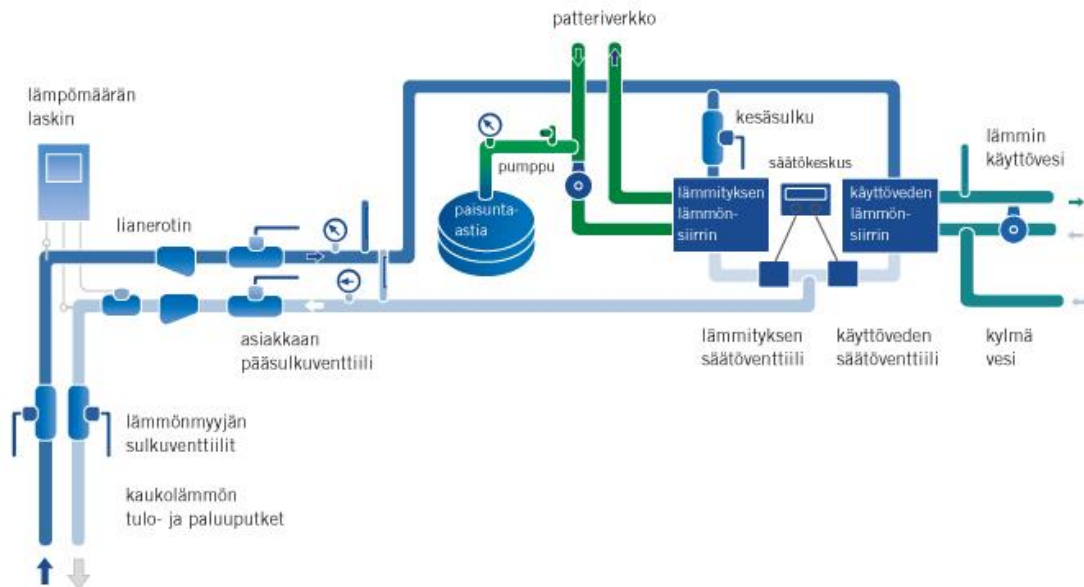 patteriverkko
lämpömäärän
laskin
kesäsulku
lämmin
käyttövesi
pumppu
säätökeskus
lianerotin
paisunta-
astia
lämmityksen
lämmön-
siirrin
käyttöveden
lämmön-
siirrin
asiakkaan
pääsulkuventtiili
lämmityksen
säätöventtiili
käyttöveden
säätöventtiili
kylmä
vesi
lämmönmyyjän
sulkuventtiilit
kaukolämmön
tulo- ja paluuputket